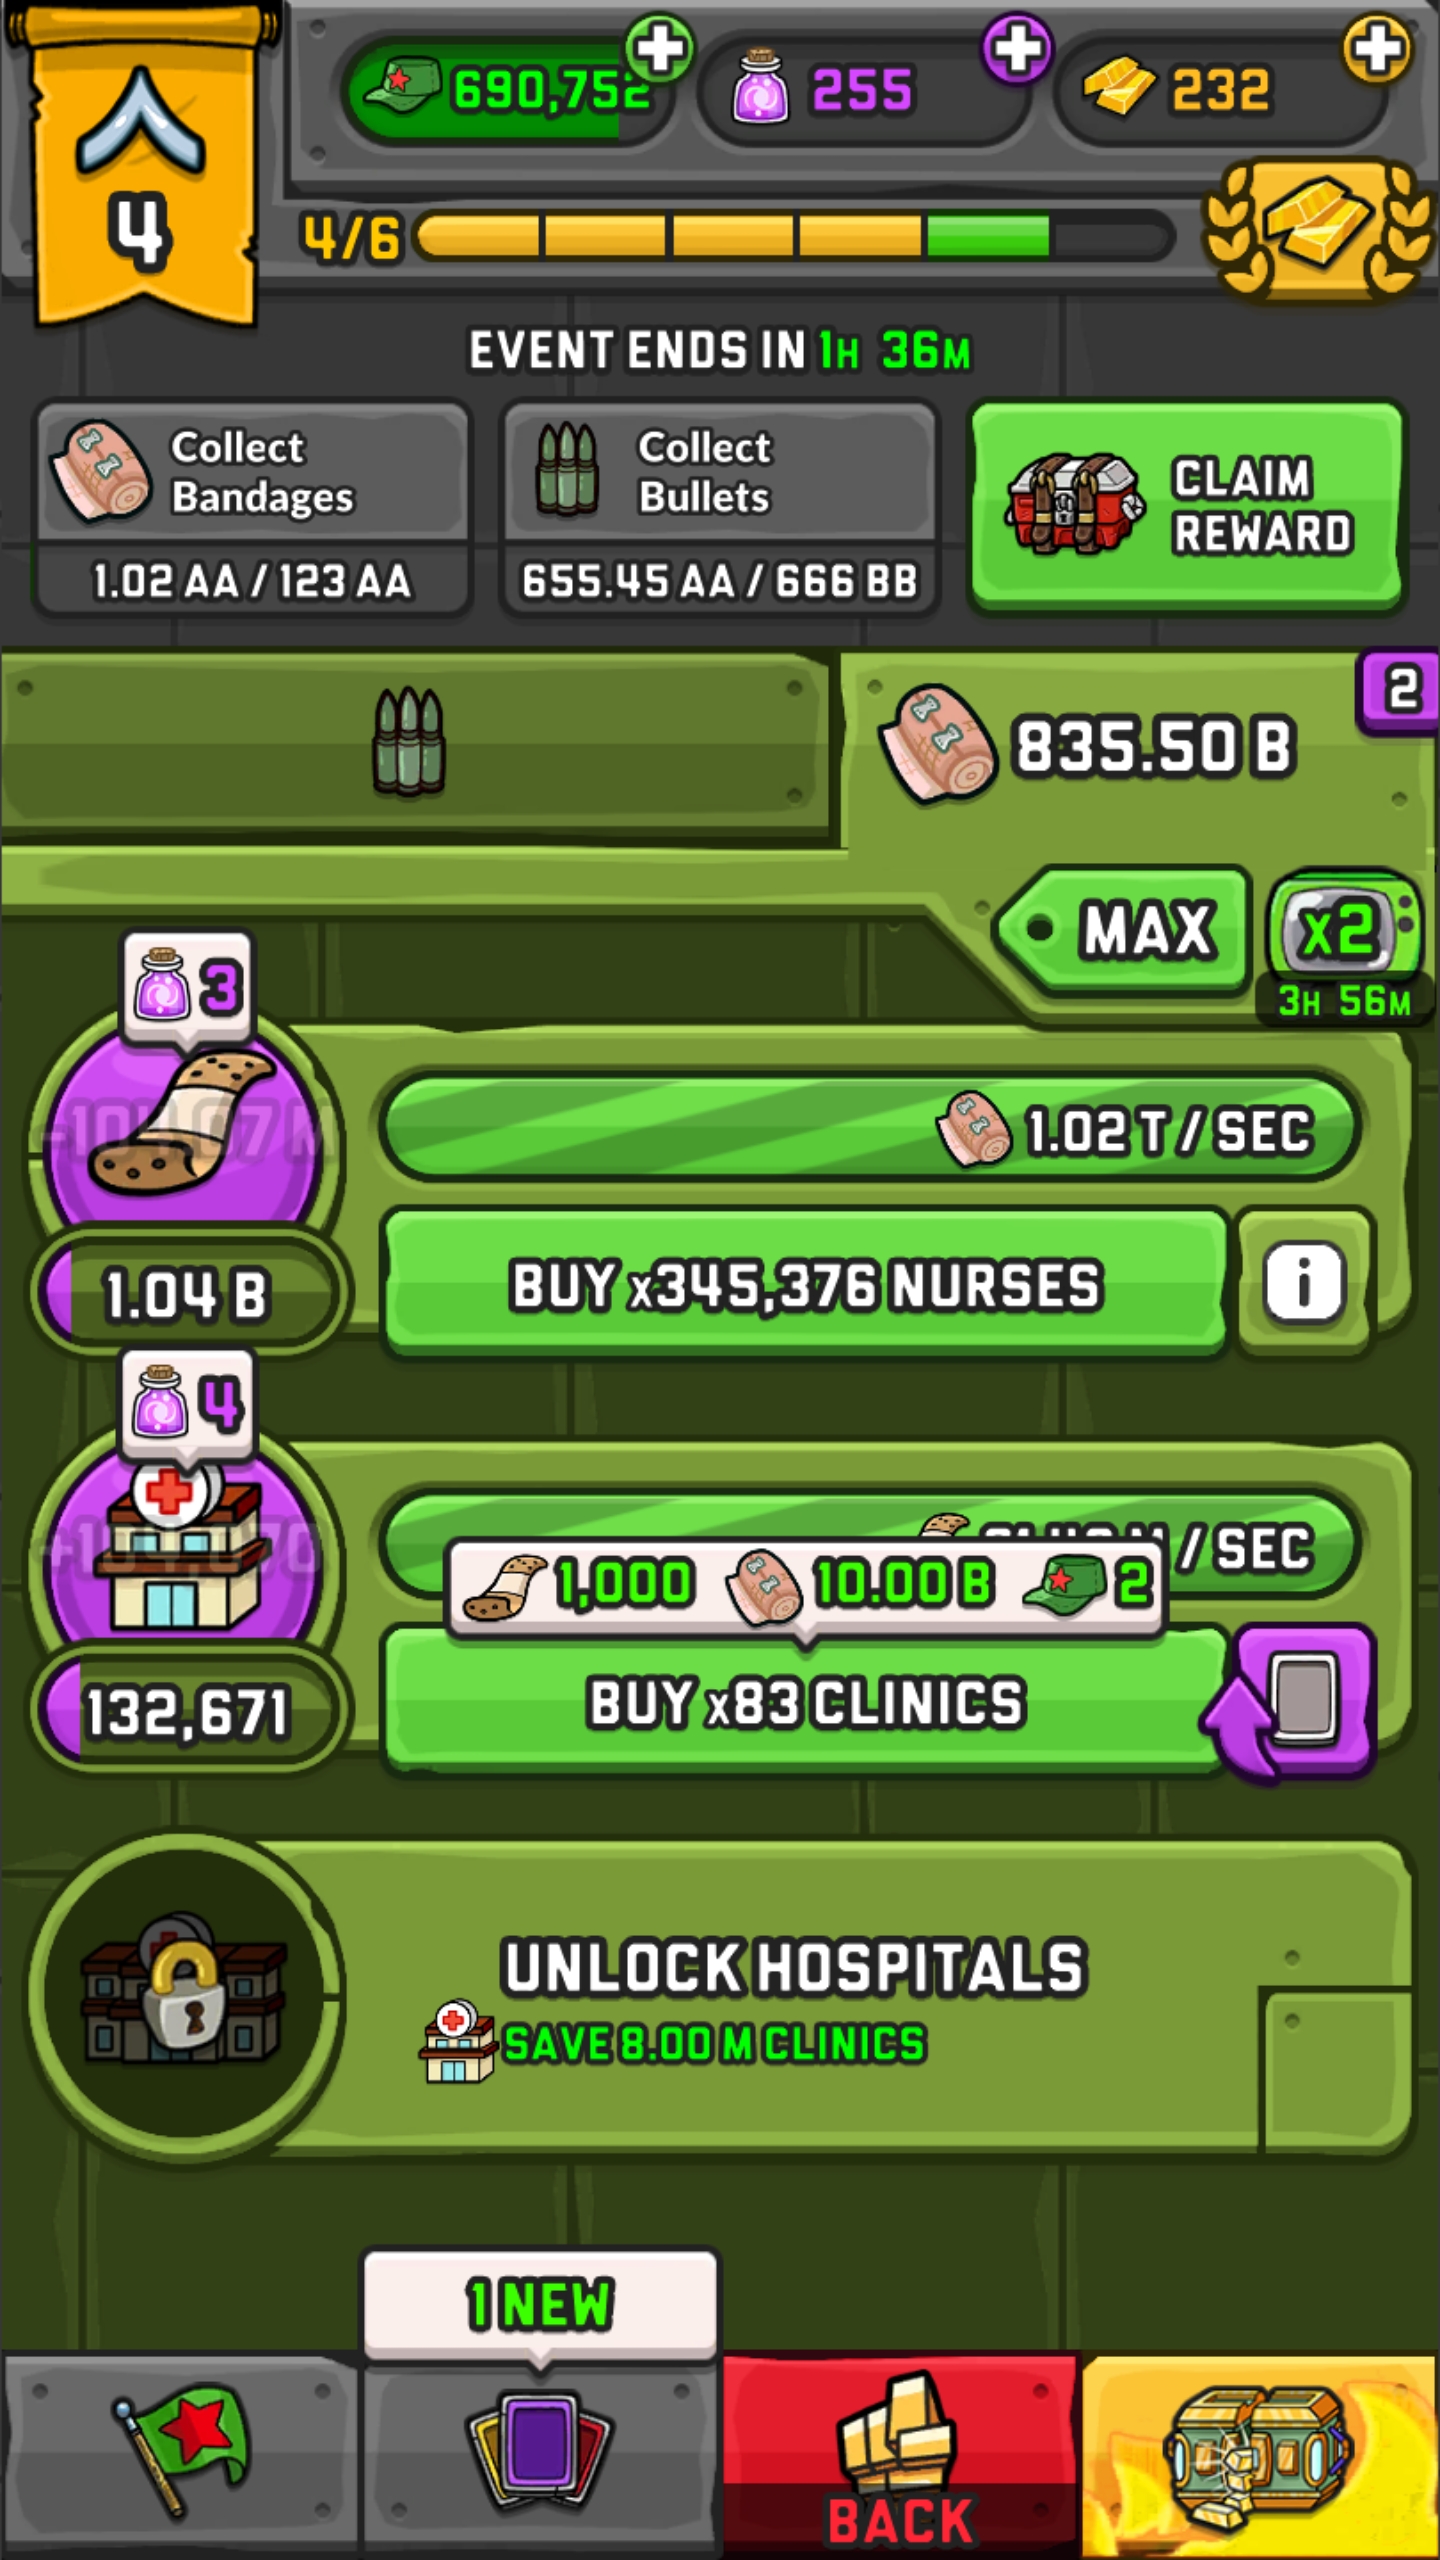 690,752
255
232
4
4/6
EVENT ENDS IN 1H 36M
Collect
Bandages
1.02 AA / 123 AA
Collect
Bullets
655.45 AA / 666 BB
CLAIM
REWARD
835.50 B
2
MAX
x2
3H 56M
3
1.02 T / SEC
1.04 B
BUY x345,376 NURSES
i
4
/ SEC
1,000
10.00 B
2
132,671
BUY x83 CLINICS
UNLOCK HOSPITALS
SAVE 8.00 M CLINICS
1 NEW
BACK